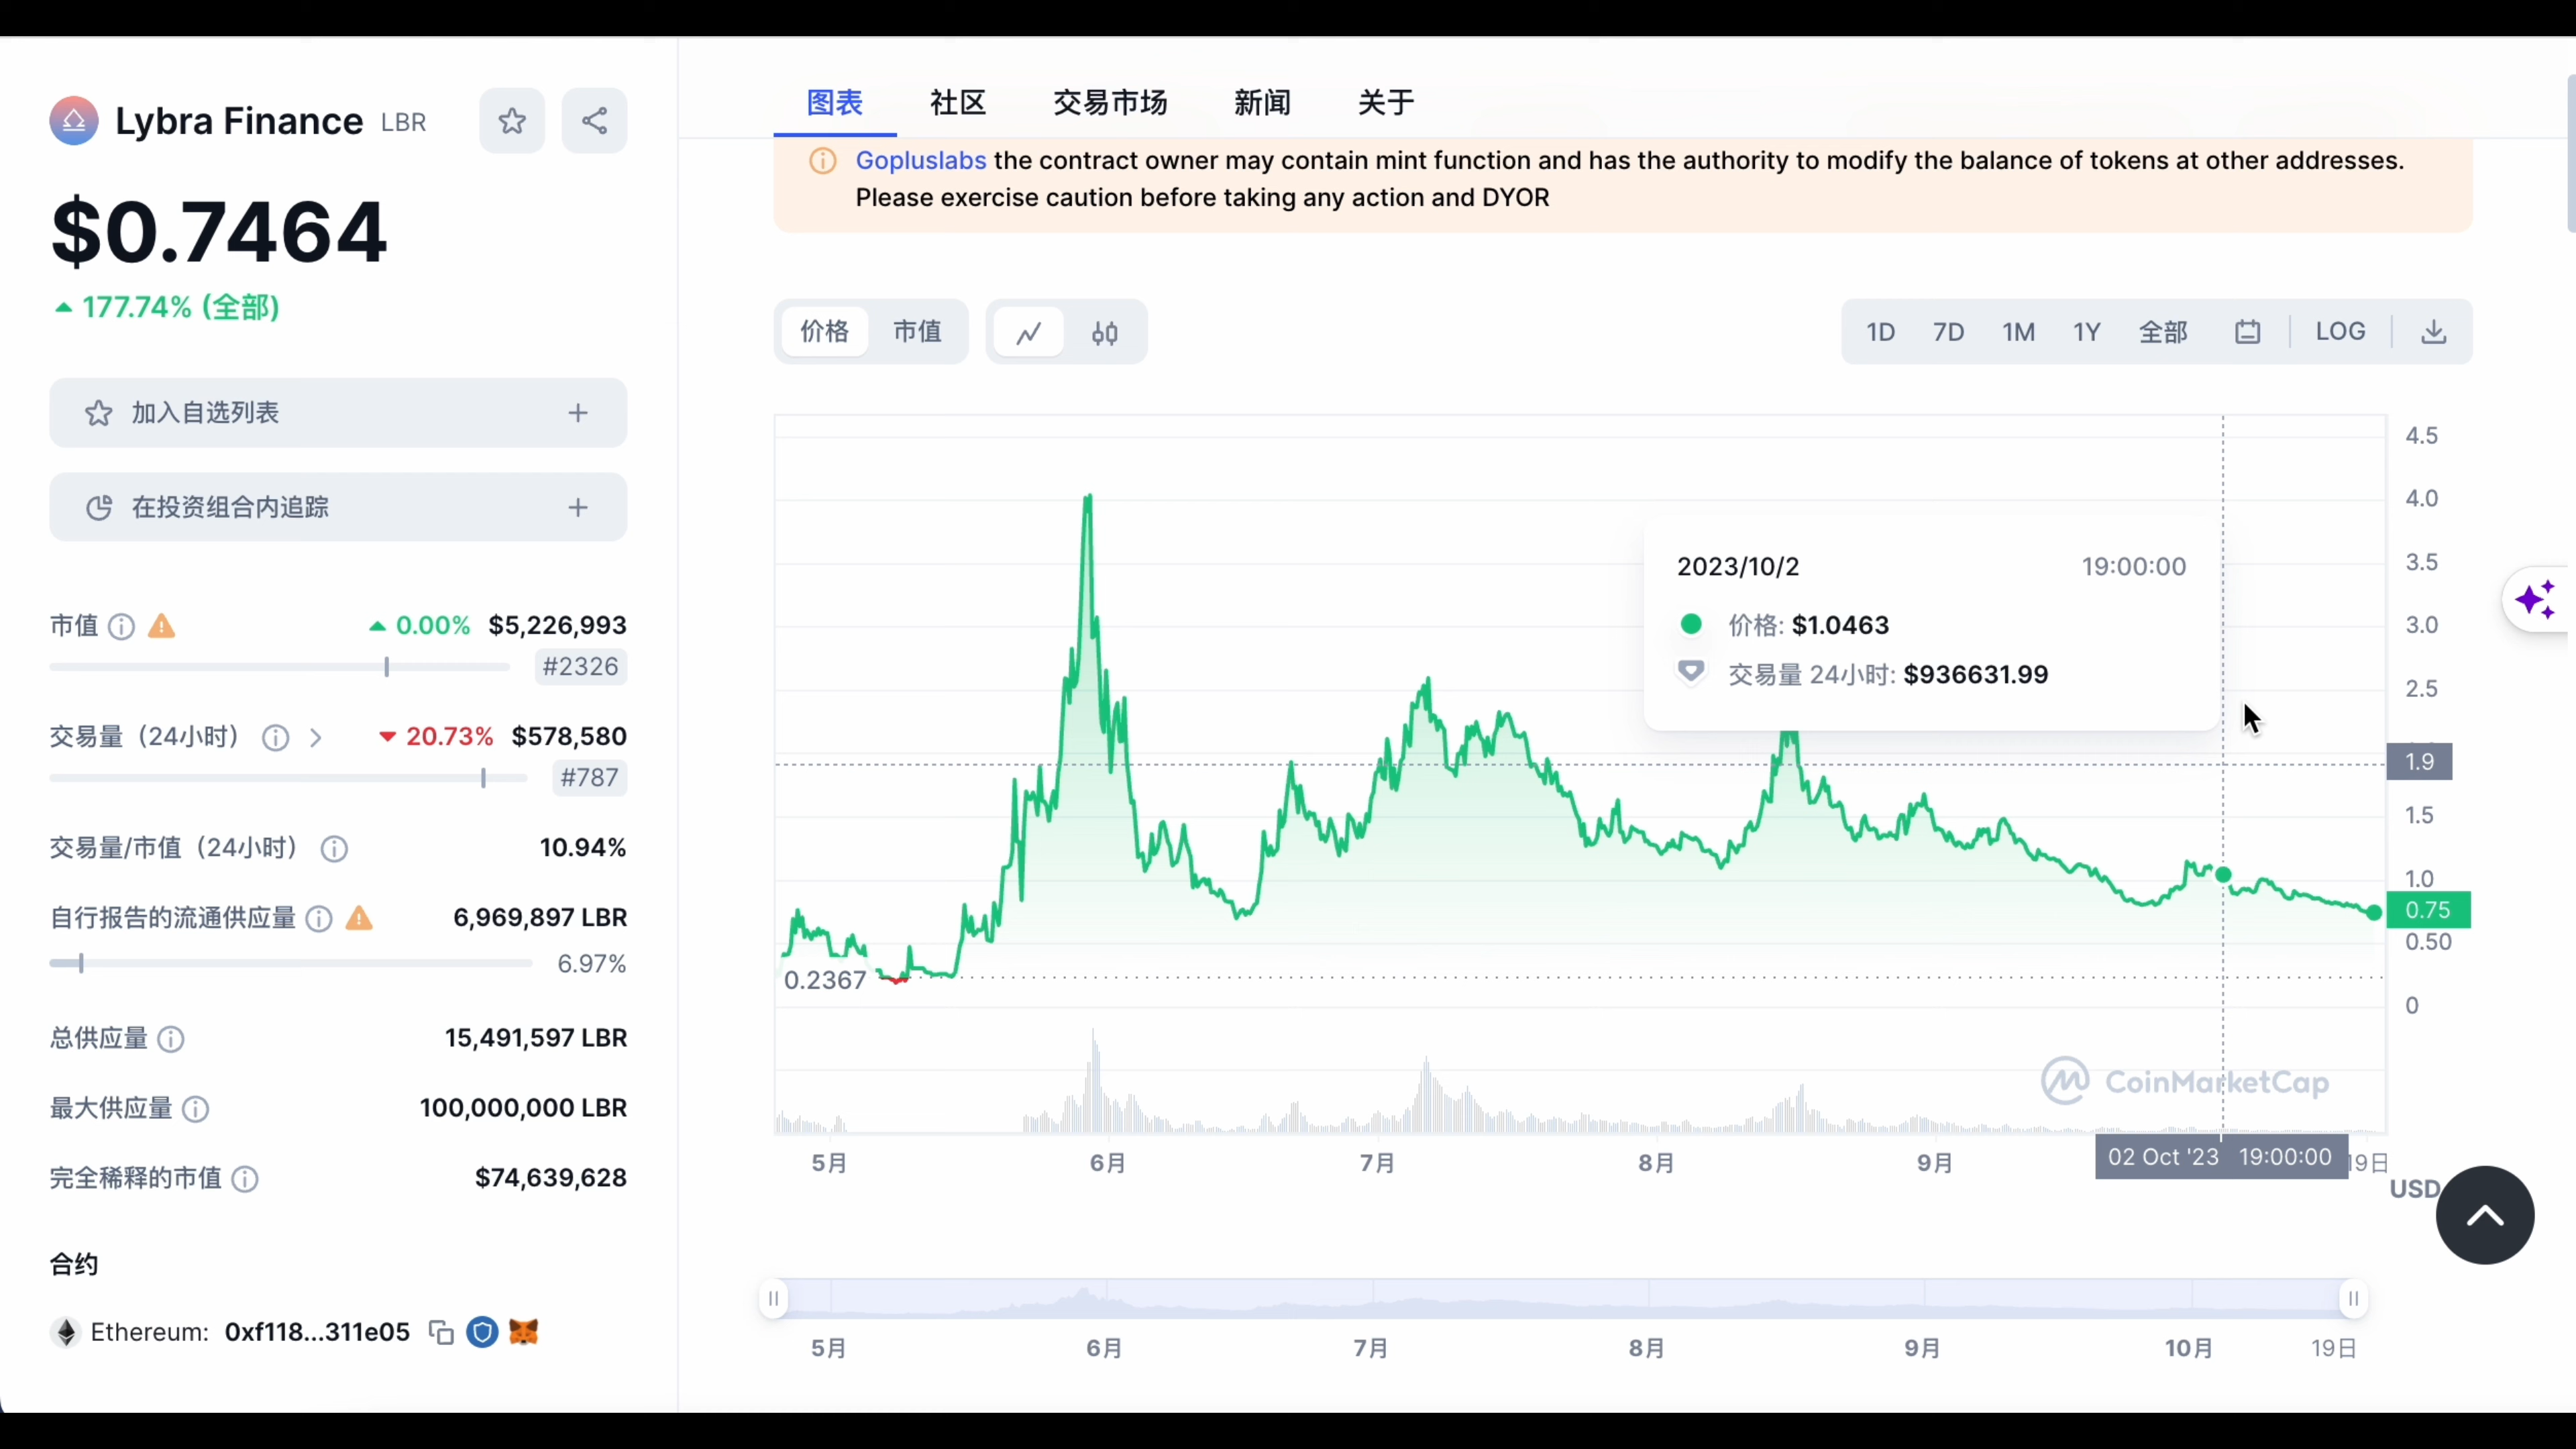 Lybra Finance LBR
$0.7464
177.74% (全部)
加入自选列表 +
在投资组合内追踪 +
市值 0.00% $5,226,993
#2326
交易量（24小时） 20.73% $578,580
#787
交易量/市值（24小时） 10.94%
自行报告的流通供应量 6,969,897 LBR
6.97%
总供应量 15,491,597 LBR
最大供应量 100,000,000 LBR
完全稀释的市值 $74,639,628
合约
Ethereum: 0xf118...311e05
图表 社区 交易市场 新闻 关于
Gopluslabs the contract owner may contain mint function and has the authority to modify the balance of tokens at other addresses.
Please exercise caution before taking any action and DYOR
价格 市值
1D 7D 1M 1Y 全部 LOG
4.5
4.0
3.5
3.0
2.5
1.9
1.5
1.0
0.75
0.50
0
2023/10/2 19:00:00
价格: $1.0463
交易量 24小时: $936631.99
0.2367
CoinMarketCap
5月 6月 7月 8月 9月 02 Oct '23 19:00:00 19日
USD
5月 6月 7月 8月 9月 10月 19日